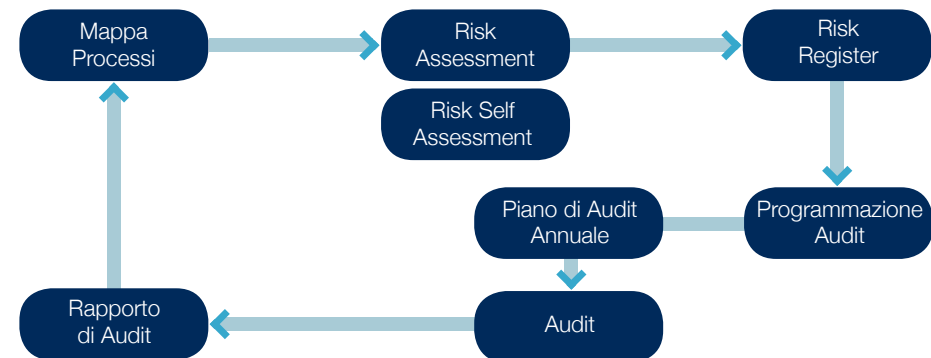 Mappa
Processi
Risk
Assessment
Risk
Register
Risk Self
Assessment
Piano di Audit
Annuale
Programmazione
Audit
Rapporto
di Audit
Audit